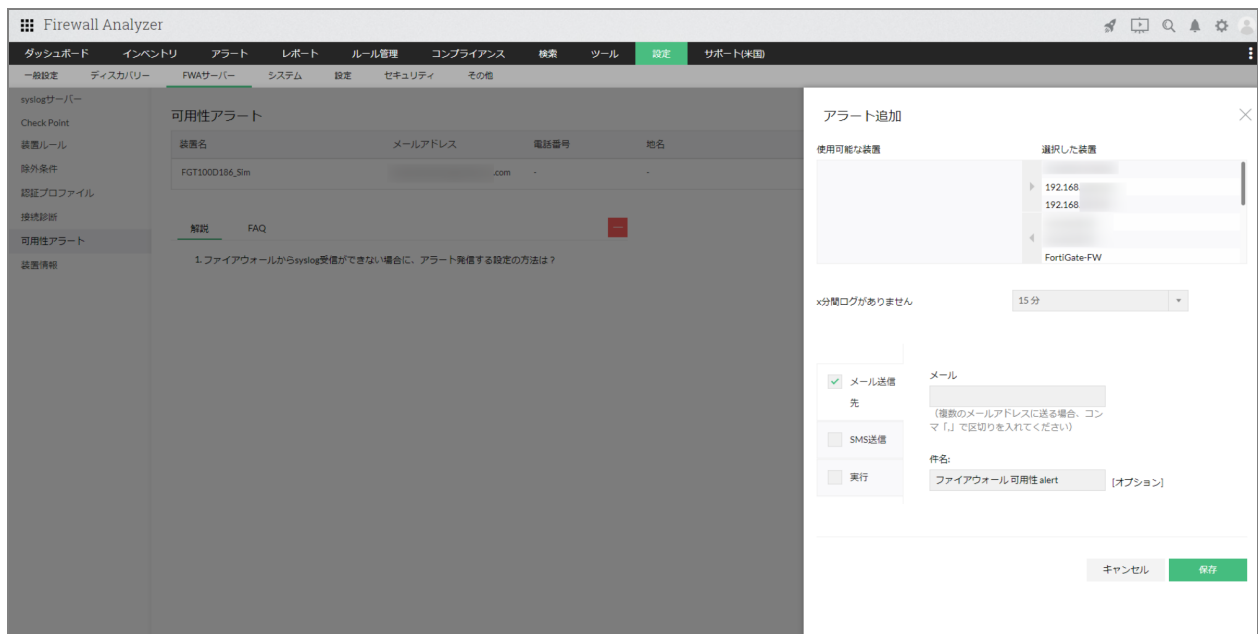 Firewall Analyzer
ダッシュボード インベントリ アラート レポート ルール管理 コンプライアンス 検索 ツール 設定 サポート(米国)
一般設定 ディスカバリー FWAサーバー システム 設定 セキュリティ その他
syslogサーバー
Check Point
装置ルール
除外条件
認証プロファイル
接続診断
可用性アラート
装置情報
可用性アラート
装置名 メールアドレス 電話番号 地名
FGT100D186_Sim .com - -
解説 FAQ
1. ファイアウォールからsyslog受信ができない場合に、アラート発信する設定の方法は？
アラート追加
使用可能な装置 選択した装置
192.168
192.168
FortiGate-FW
x分間ログがありません 15 分
メール送信
先
SMS送信
実行
メール
（複数のメールアドレスに送る場合、コン
マ「,」で区切りを入れてください）
件名:
ファイアウォール 可用性 alert [オプション]
キャンセル 保存